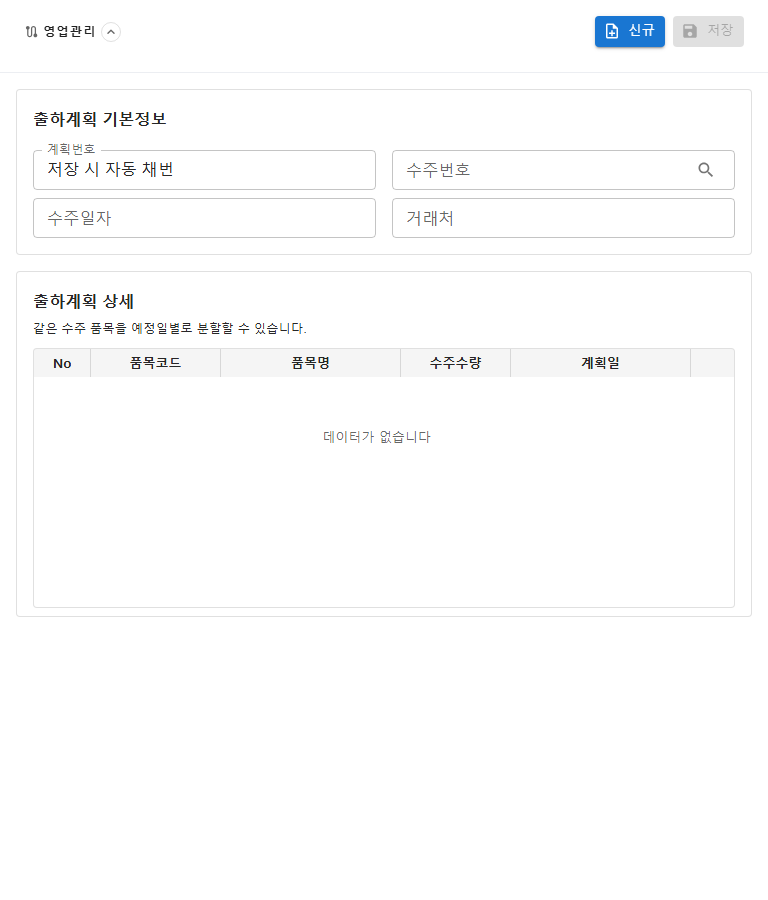 영업관리
신규
저장
출하계획 기본정보
계획번호
저장 시 자동 채번
수주번호
수주일자
거래처
출하계획 상세
같은 수주 품목을 예정일별로 분할할 수 있습니다.
No 품목코드 품목명 수주수량 계획일
데이터가 없습니다